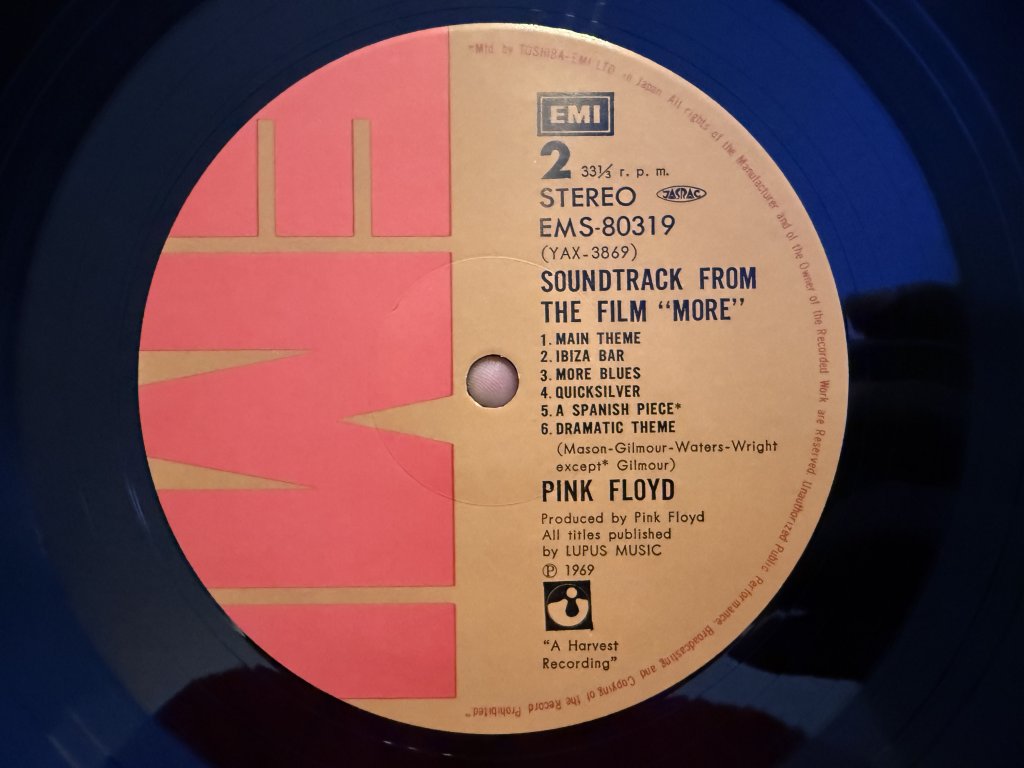 EMI
2 33⅓ r. p. m.
STEREO JASRAC
EMS-80319
(YAX-3869)
SOUNDTRACK FROM
THE FILM “MORE”
1. MAIN THEME
2. IBIZA BAR
3. MORE BLUES
4. QUICKSILVER
5. A SPANISH PIECE*
6. DRAMATIC THEME
(Mason-Gilmour-Waters-Wright
except* Gilmour)
PINK FLOYD
Produced by Pink Floyd
All titles published
by LUPUS MUSIC
Ⓟ 1969
“A Harvest
Recording”
“Mfd. by TOSHIBA-EMI LTD. in Japan. All rights of the Manufacturer and of the Owner of the Recorded Work are Reserved. Unauthorized Public Performance, Broadcasting and Copying of the Record Prohibited.”
EMI